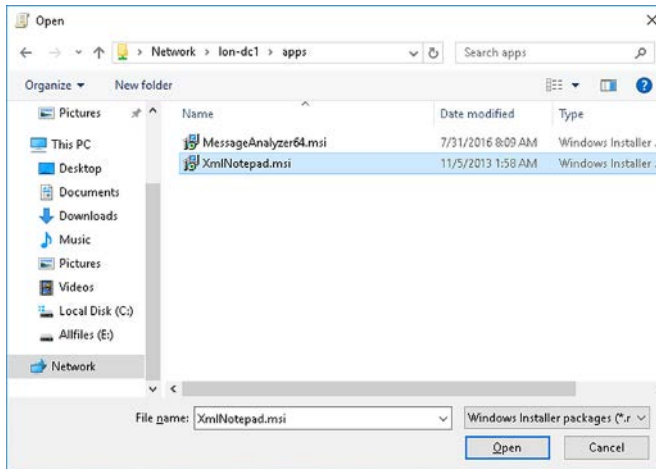 Open
Network > lon-dc1 > apps
Search apps
Organize
New folder
Name
Date modified
Type
Pictures
This PC
Desktop
Documents
Downloads
Music
Pictures
Videos
Local Disk (C:)
Allfiles (E:)
Network
MessageAnalyzer64.msi 7/31/2016 8:09 AM Windows Installer
XmlNotepad.msi 11/5/2013 1:58 AM Windows Installer
File name: XmlNotepad.msi
Windows Installer packages (*.r
Open
Cancel